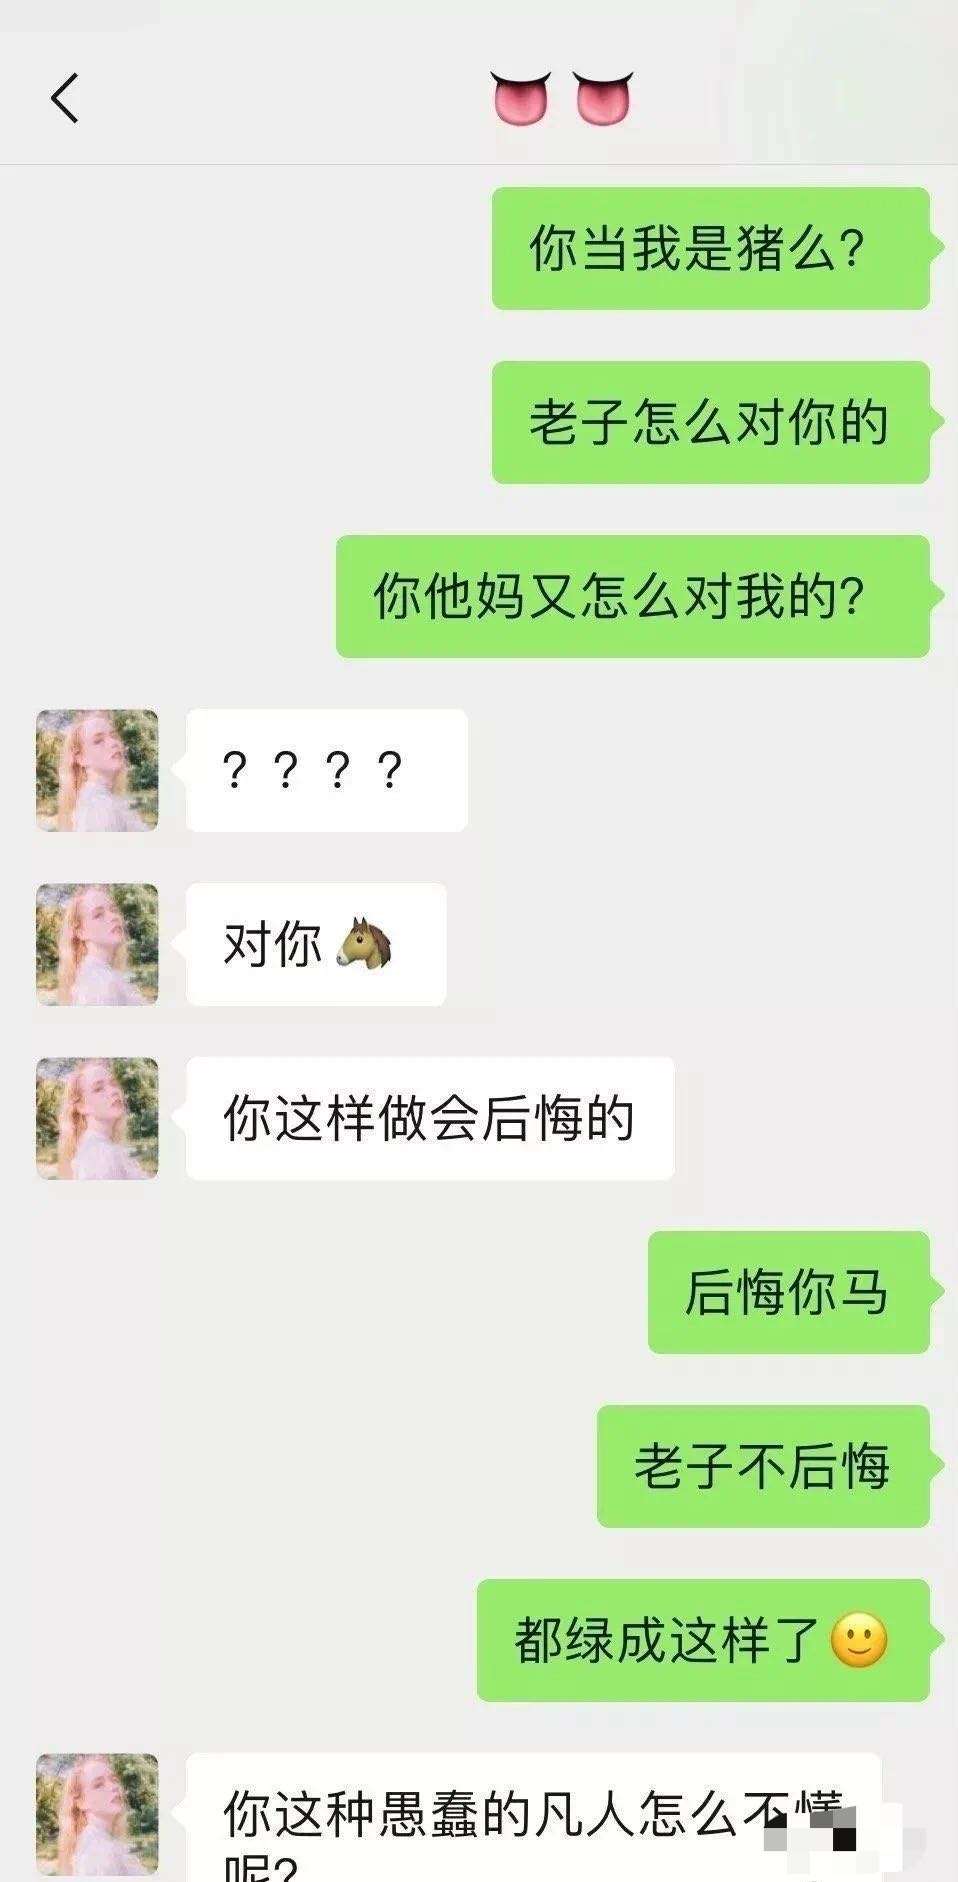 你当我是猪么？
老子怎么对你的
你他妈又怎么对我的？
？？？？
对你🐴
你这样做会后悔的
后悔你马
老子不后悔
都绿成这样了🙂
你这种愚蠢的凡人怎么不懂
呢？